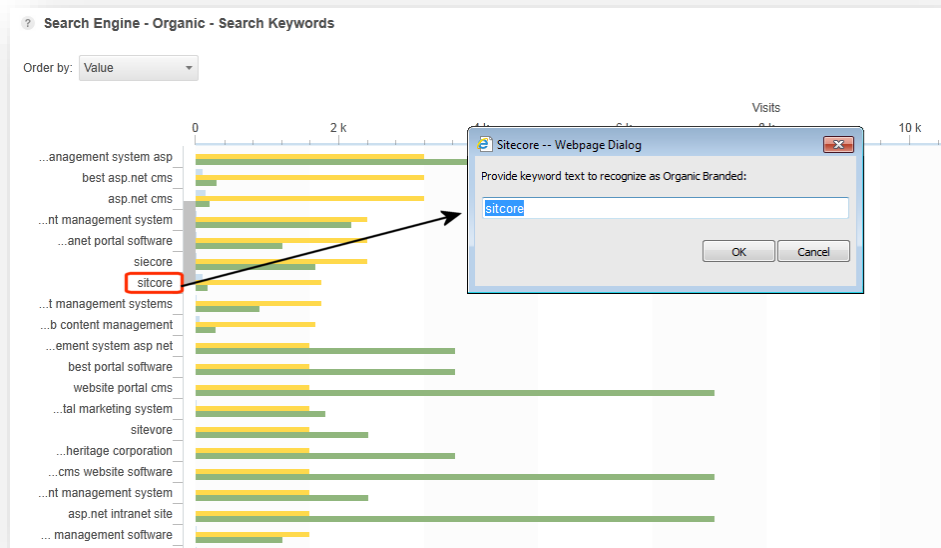 ? Search Engine - Organic - Search Keywords
Order by: Value
Visits
0 2 k 10 k
Sitecore -- Webpage Dialog
Provide keyword text to recognize as Organic Branded:
sitcore
OK Cancel
...anagement system asp
best asp.net cms
asp.net cms
...nt management system
...anet portal software
siecore
sitcore
...t management systems
...b content management
...ement system asp net
best portal software
website portal cms
...tal marketing system
sitevore
...heritage corporation
...cms website software
...nt management system
asp.net intranet site
... management software